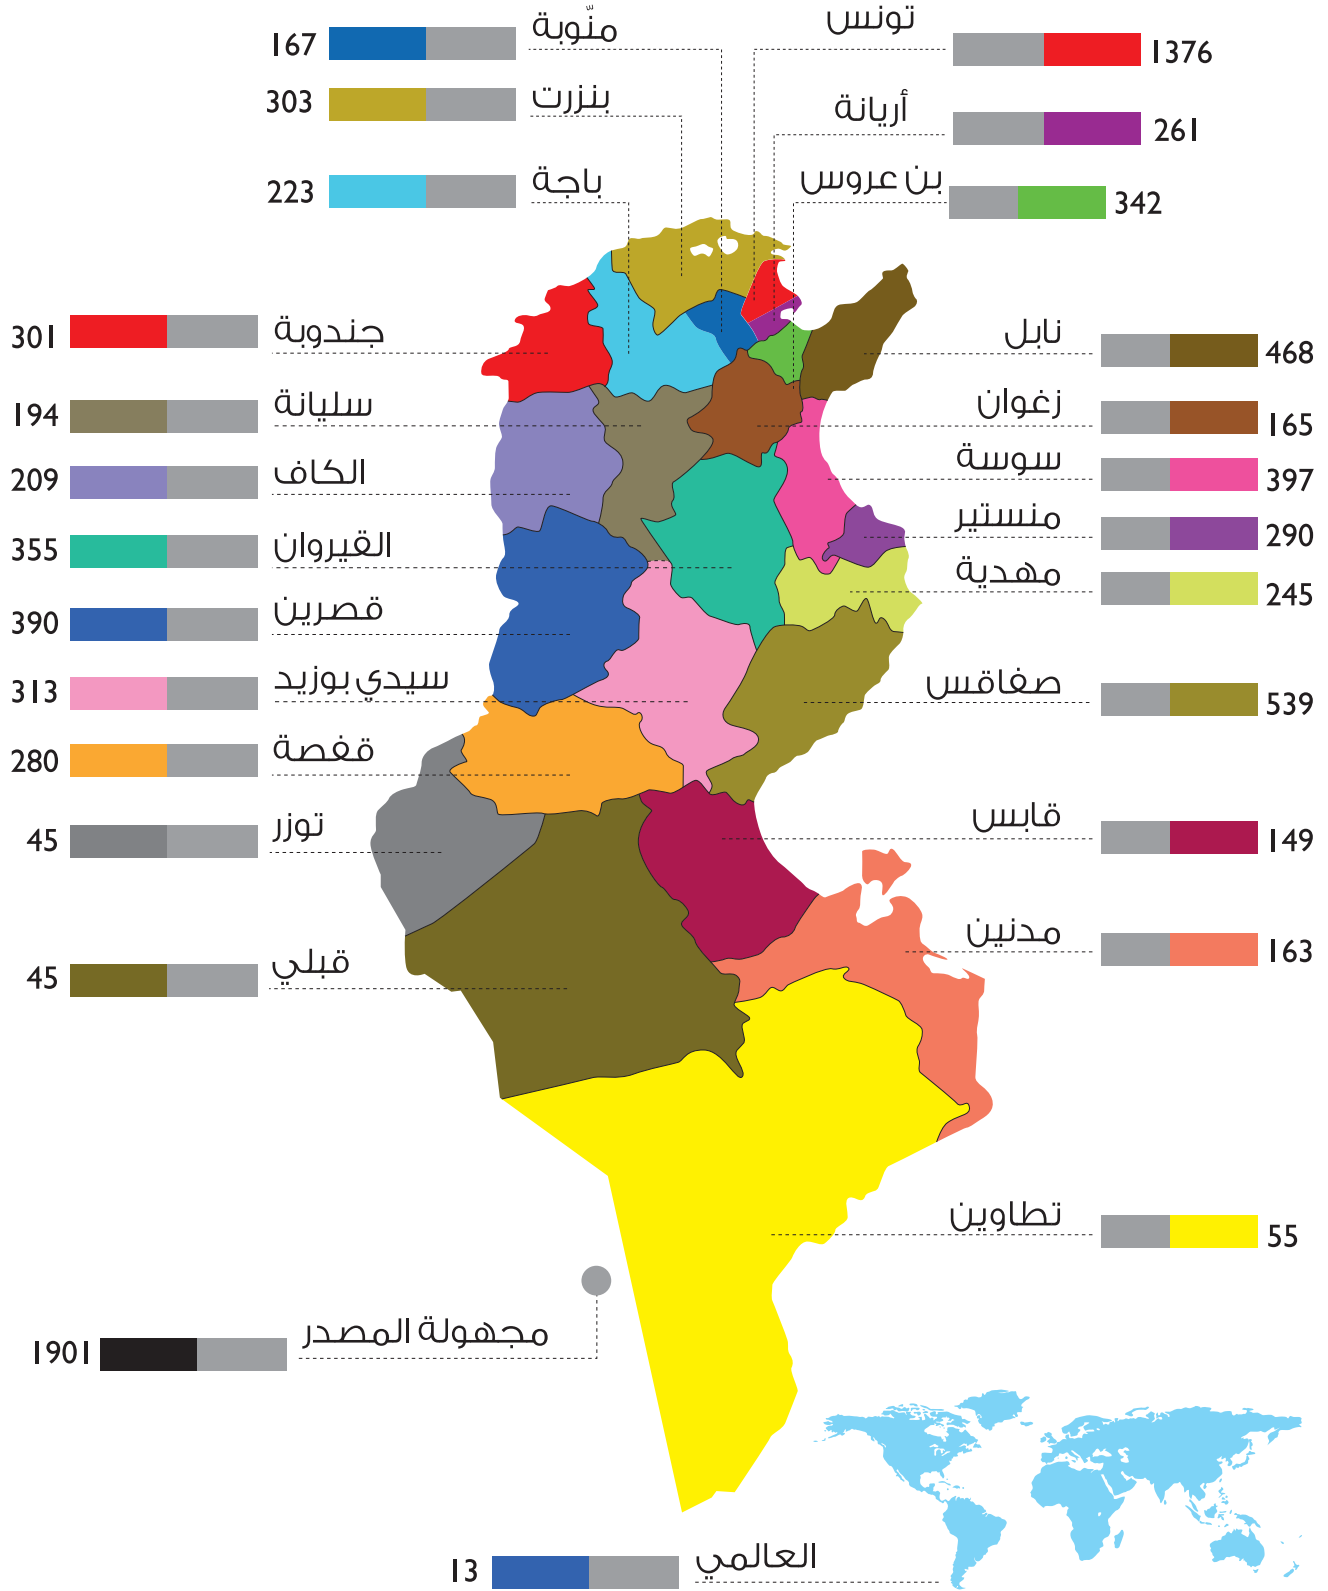 تونس
1376
منّوبة
167
أريانة
261
بنزرت
303
بن عروس
342
باجة
223
نابل
468
جندوبة
301
زغوان
165
سليانة
194
سوسة
397
الكاف
209
منستير
290
القيروان
355
مهدية
245
قصرين
390
صفاقس
539
سيدي بوزيد
313
قفصة
280
قابس
149
توزر
45
مدنين
163
قبلي
45
تطاوين
55
مجهولة المصدر
1901
العالمي
13